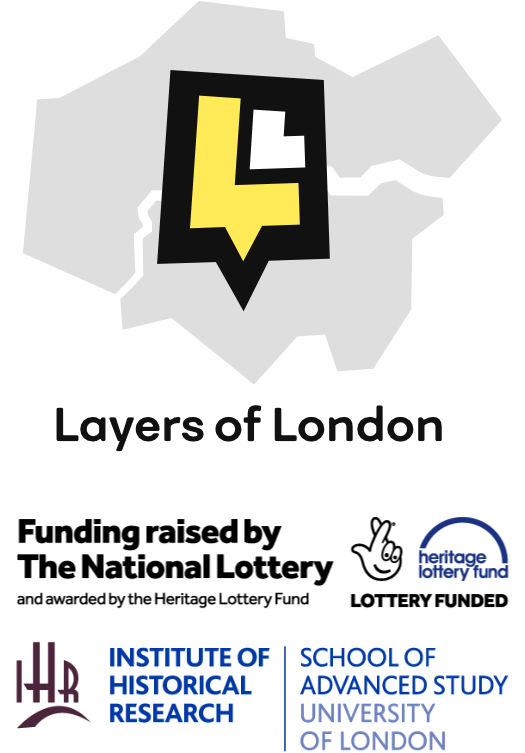 Layers of London
Funding raised by
The National Lottery
and awarded by the Heritage Lottery Fund
heritage
lottery fund
LOTTERY FUNDED
IHR
INSTITUTE OF
HISTORICAL
RESEARCH
SCHOOL OF
ADVANCED STUDY
UNIVERSITY
OF LONDON